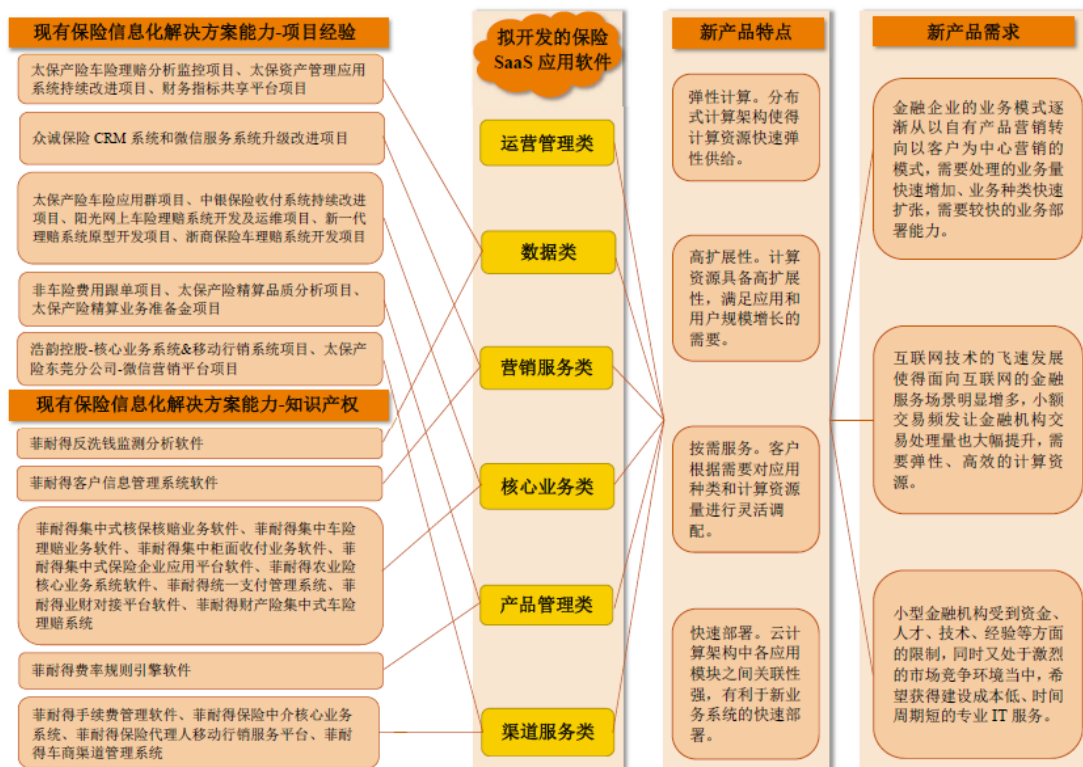 现有保险信息化解决方案能力-项目经验
太保产险车险理赔分析监控项目、太保资产管理应用
系统持续改进项目、财务指标共享平台项目
众诚保险 CRM 系统和微信服务系统升级改进项目
太保产险车险应用群项目、中银保险收付系统持续改进
项目、阳光网上车险理赔系统开发及运维项目、新一代
理赔系统原型开发项目、浙商保险车理赔系统开发项目
非车险费用跟单项目、太保产险精算品质分析项目、
太保产险精算业务准备金项目
浩韵控股-核心业务系统&移动行销系统项目、太保产
险东莞分公司-微信营销平台项目
现有保险信息化解决方案能力-知识产权
菲耐得反洗钱监测分析软件
菲耐得客户信息管理系统软件
菲耐得集中式核保核赔业务软件、菲耐得集中车险
理赔业务软件、菲耐得集中柜面收付业务软件、菲
耐得集中式保险企业应用平台软件、菲耐得农业险
核心业务系统软件、菲耐得统一支付管理系统、菲
耐得业财对接平台软件、菲耐得财产险集中式车险
理赔系统
菲耐得费率规则引擎软件
菲耐得手续费管理软件、菲耐得保险中介核心业务
系统、菲耐得保险代理人移动行销服务平台、菲耐
得车商渠道管理系统
拟开发的保险
SaaS 应用软件
运营管理类
数据类
营销服务类
核心业务类
产品管理类
渠道服务类
新产品特点
弹性计算。分布
式计算架构使得
计算资源快速弹
性供给。
高扩展性。计算
资源具备高扩展
性，满足应用和
用户规模增长的
需要。
按需服务。客户
根据需要对应用
种类和计算资源
量进行灵活调
配。
快速部署。云计
算架构中各应用
模块之间关联性
强，有利于新业
务系统的快速部
署。
新产品需求
金融企业的业务模式逐
渐从以自有产品营销转
向以客户为中心营销的
模式，需要处理的业务量
快速增加、业务种类快速
扩张，需要较快的业务部
署能力。
互联网技术的飞速发展
使得面向互联网的金融
服务场景明显增多，小额
交易频发让金融机构交
易处理量也大幅提升，需
要弹性、高效的计算资
源。
小型金融机构受到资金、
人才、技术、经验等方面
的限制，同时又处于激烈
的市场竞争环境当中，希
望获得建设成本低、时间
周期短的专业 IT 服务。